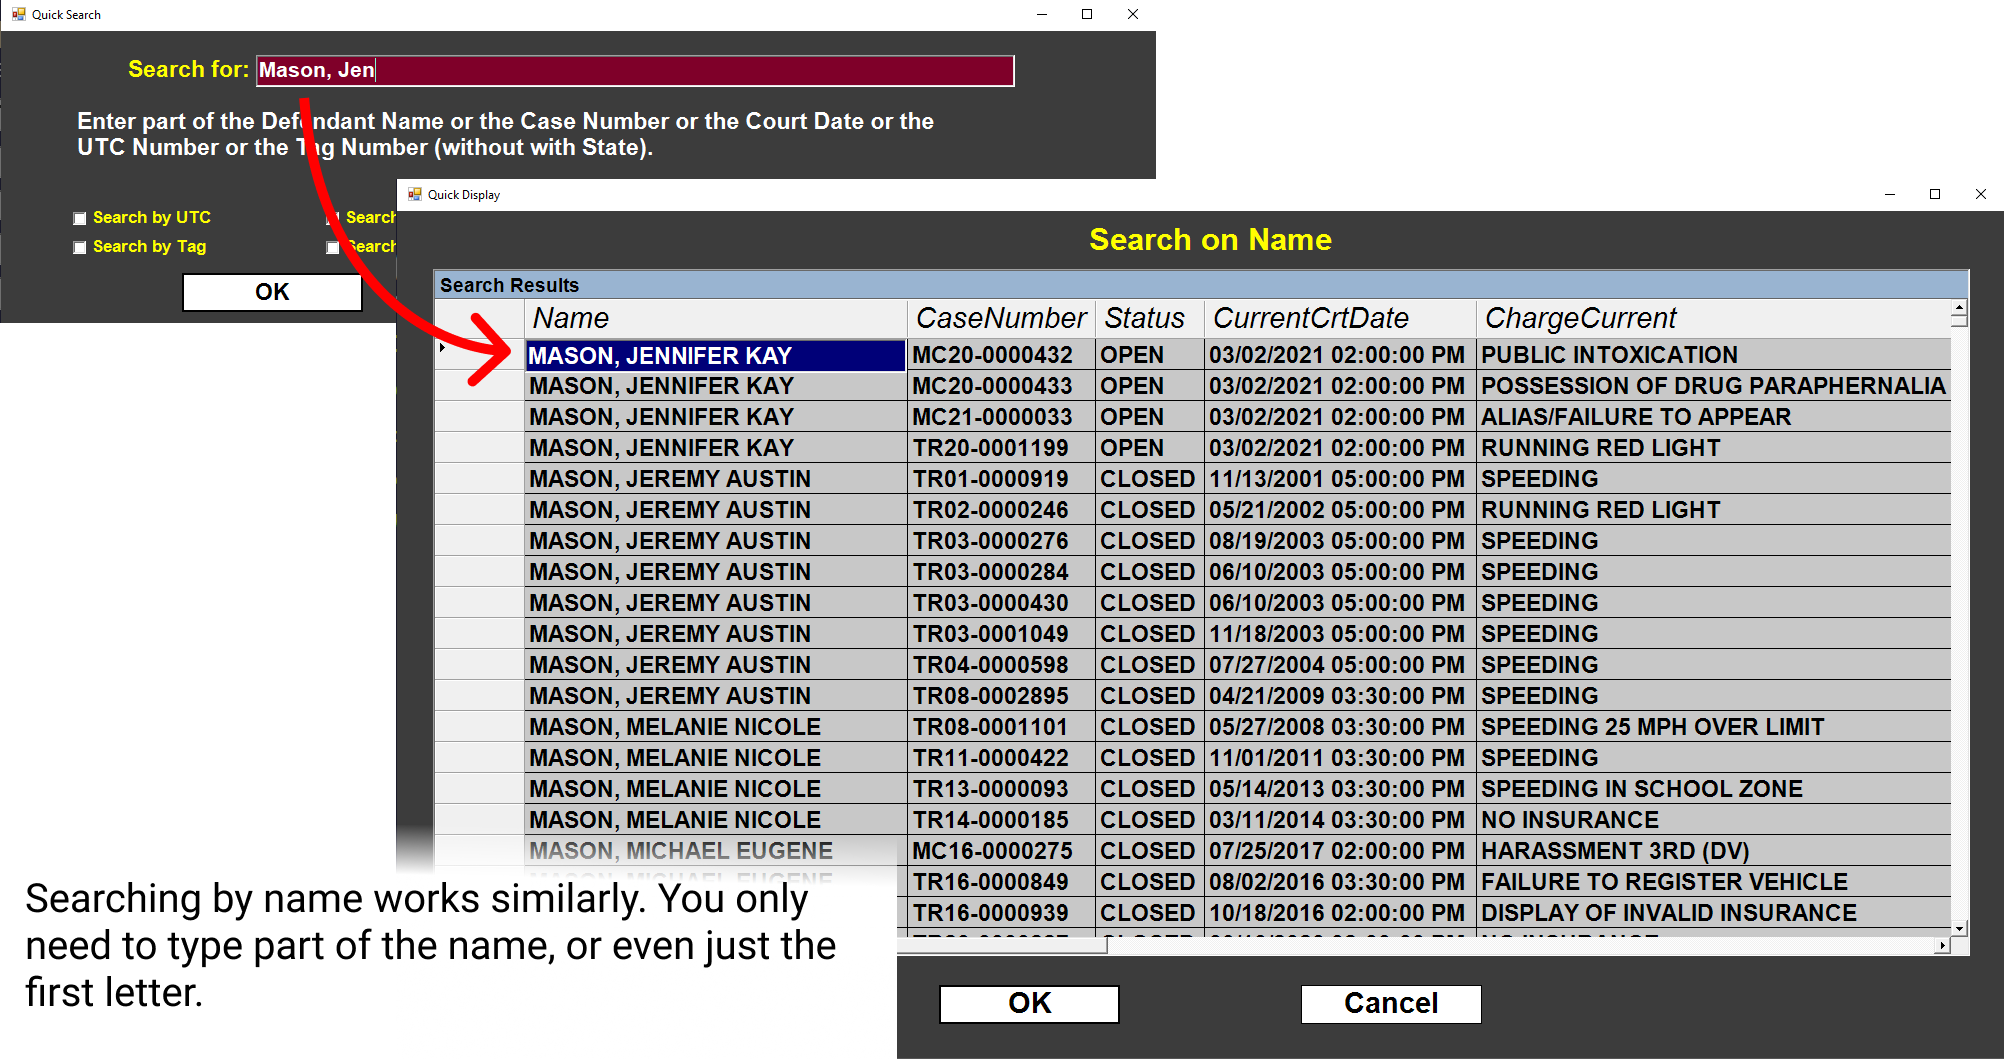 Quick Search
Search for: Mason, Jen
Enter part of the Defendant Name or the Case Number or the Court Date or the
UTC Number or the Tag Number (without with State).
Search by UTC Search
Search by Tag Search
OK
Quick Display
Search on Name
Search Results
Name CaseNumber Status CurrentCrtDate ChargeCurrent
MASON, JENNIFER KAY MC20-0000432 OPEN 03/02/2021 02:00:00 PM PUBLIC INTOXICATION
MASON, JENNIFER KAY MC20-0000433 OPEN 03/02/2021 02:00:00 PM POSSESSION OF DRUG PARAPHERNALIA
MASON, JENNIFER KAY MC21-0000033 OPEN 03/02/2021 02:00:00 PM ALIAS/FAILURE TO APPEAR
MASON, JENNIFER KAY TR20-0001199 OPEN 03/02/2021 02:00:00 PM RUNNING RED LIGHT
MASON, JEREMY AUSTIN TR01-0000919 CLOSED 11/13/2001 05:00:00 PM SPEEDING
MASON, JEREMY AUSTIN TR02-0000246 CLOSED 05/21/2002 05:00:00 PM RUNNING RED LIGHT
MASON, JEREMY AUSTIN TR03-0000276 CLOSED 08/19/2003 05:00:00 PM SPEEDING
MASON, JEREMY AUSTIN TR03-0000284 CLOSED 06/10/2003 05:00:00 PM SPEEDING
MASON, JEREMY AUSTIN TR03-0000430 CLOSED 06/10/2003 05:00:00 PM SPEEDING
MASON, JEREMY AUSTIN TR03-0001049 CLOSED 11/18/2003 05:00:00 PM SPEEDING
MASON, JEREMY AUSTIN TR04-0000598 CLOSED 07/27/2004 05:00:00 PM SPEEDING
MASON, JEREMY AUSTIN TR08-0002895 CLOSED 04/21/2009 03:30:00 PM SPEEDING
MASON, MELANIE NICOLE TR08-0001101 CLOSED 05/27/2008 03:30:00 PM SPEEDING 25 MPH OVER LIMIT
MASON, MELANIE NICOLE TR11-0000422 CLOSED 11/01/2011 03:30:00 PM SPEEDING
MASON, MELANIE NICOLE TR13-0000093 CLOSED 05/14/2013 03:30:00 PM SPEEDING IN SCHOOL ZONE
MASON, MELANIE NICOLE TR14-0000185 CLOSED 03/11/2014 03:30:00 PM NO INSURANCE
MASON, MICHAEL EUGENE MC16-0000275 CLOSED 07/25/2017 02:00:00 PM HARASSMENT 3RD (DV)
MASON, MICHAEL EUGENE TR16-0000849 CLOSED 08/02/2016 03:30:00 PM FAILURE TO REGISTER VEHICLE
TR16-0000939 CLOSED 10/18/2016 02:00:00 PM DISPLAY OF INVALID INSURANCE
OK Cancel
Searching by name works similarly. You only
need to type part of the name, or even just the
first letter.